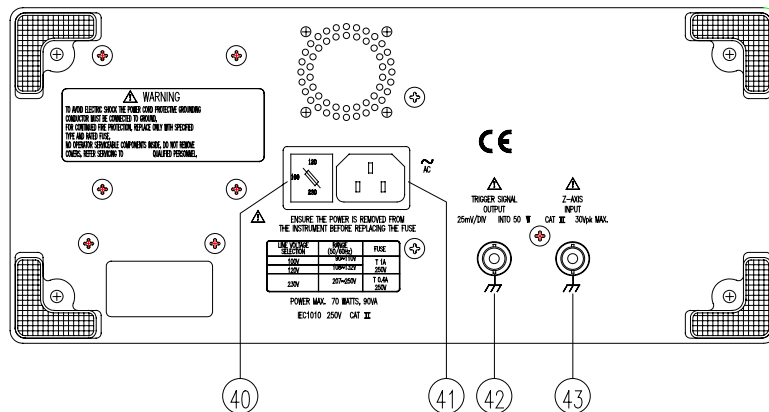 WARNING
TO AVOID ELECTRIC SHOCK THE POWER CORD PROTECTIVE GROUNDING
CONDUCTOR MUST BE CONNECTED TO GROUND,
FOR CONTINUED FIRE PROTECTION, REPLACE ONLY WITH SPECIFIED
TYPE AND RATED FUSE,
NO OPERATOR SERVICEABLE COMPONENTS INSIDE, DO NOT REMOVE
COVERS, REFER SERVICING TO QUALIFIED PERSONNEL,
120
100
230
AC
CE
ENSURE THE POWER IS REMOVED FROM
THE INSTRUMENT BEFORE REPLACING THE FUSE
LINE VOLTAGE SELECTION RANGE (50/60Hz) FUSE
100V 90~110V T 1A 250V
120V 108~132V
230V 207~250V T 0.4A 250V
POWER MAX. 70 WATTS, 90VA
IEC1010 250V CAT II
TRIGGER SIGNAL
OUTPUT
25mV/DIV INTO 50 W
Z-AXIS
INPUT
CAT II 30Vpk MAX.
40
41
42
43